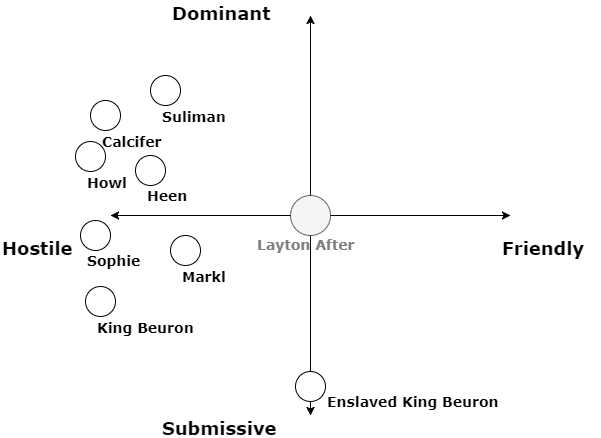 Dominant
Suliman
Calcifer
Howl
Heen
Layton After
Hostile
Friendly
Sophie
Markl
King Beuron
Enslaved King Beuron
Submissive